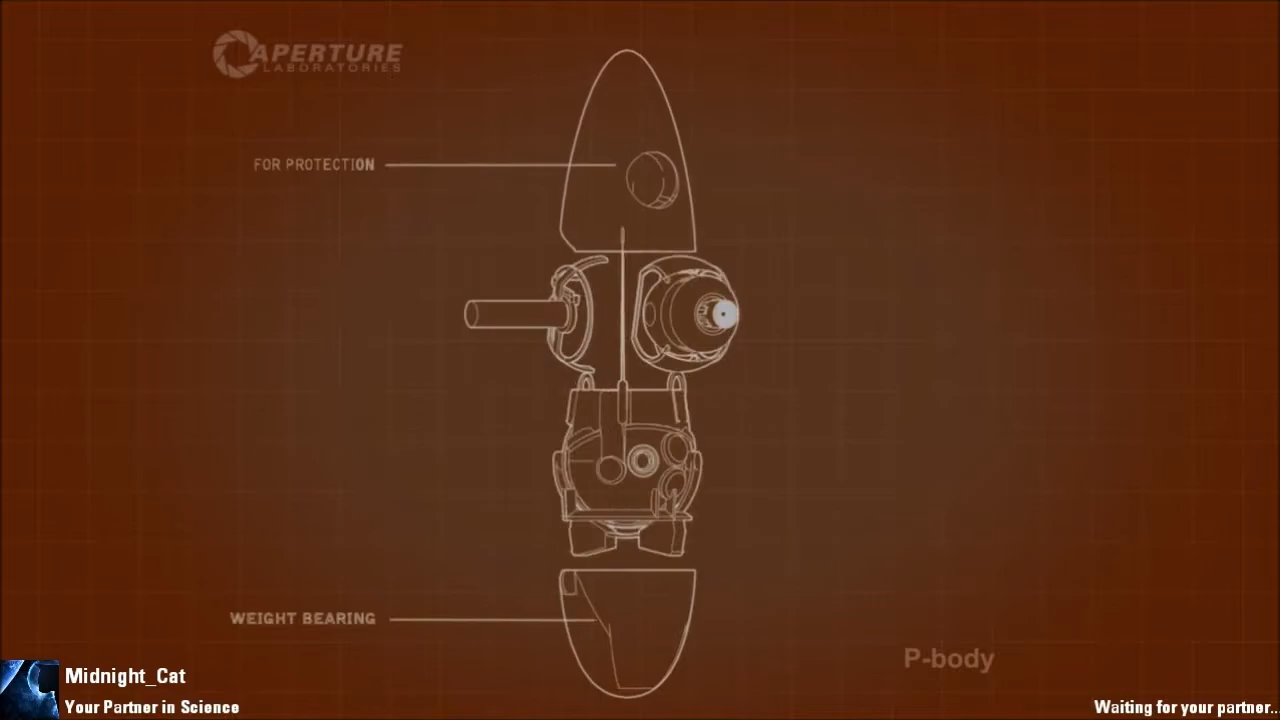 APERTURE
LABORATORIES
FOR PROTECTION
WEIGHT BEARING
P-body
Midnight_Cat
Your Partner in Science
Waiting for your partner...